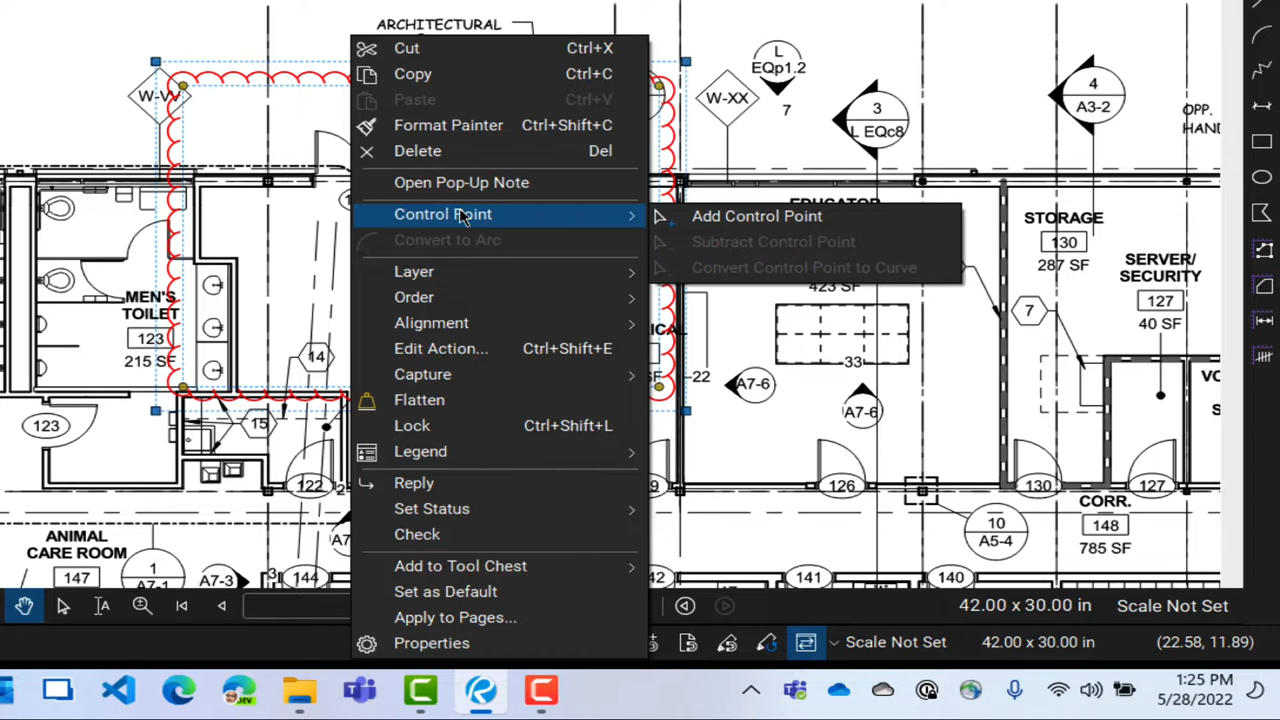 ARCHITECTURAL
Cut Ctrl+X
Copy Ctrl+C
Paste Ctrl+V
Format Painter Ctrl+Shift+C
Delete Del
Open Pop-Up Note
Control Point
Convert to Arc
Layer
Order
Alignment
Edit Action... Ctrl+Shift+E
Capture
Flatten
Lock Ctrl+Shift+L
Legend
Reply
Set Status
Check
Add to Tool Chest
Set as Default
Apply to Pages...
Properties
Add Control Point
Subtract Control Point
Convert Control Point to Curve
W-VV
W-XX
L
EQp1.2
7
3
L EQc8
4
A3-2
OPP.
HAND
EDUCATOR
423 SF
STORAGE
130
287 SF
SERVER/
SECURITY
127
40 SF
7
MEN'S
TOILET
123
215 SF
14
15
22
33
A7-6
A7-6
123
122
126
130
127
CORR.
148
785 SF
10
A5-4
ANIMAL
CARE ROOM
147
1
A7-1
A7-3
144
141
140
42.00 x 30.00 in Scale Not Set
Scale Not Set 42.00 x 30.00 in (22.58, 11.89)
DEV
1:25 PM
5/28/2022